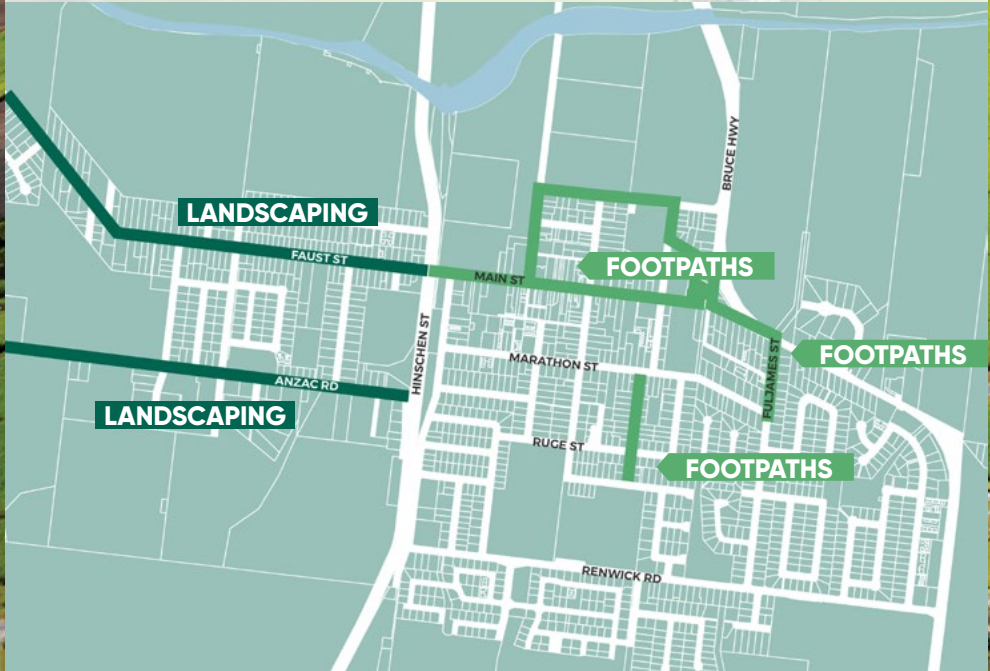 BRUCE HWY
LANDSCAPING
FAUST ST
FOOTPATHS
MAIN ST
HINSCHEN ST
FOOTPATHS
MARATHON ST
FULJAMES ST
ANZAC RD
LANDSCAPING
RUGE ST
FOOTPATHS
RENWICK RD